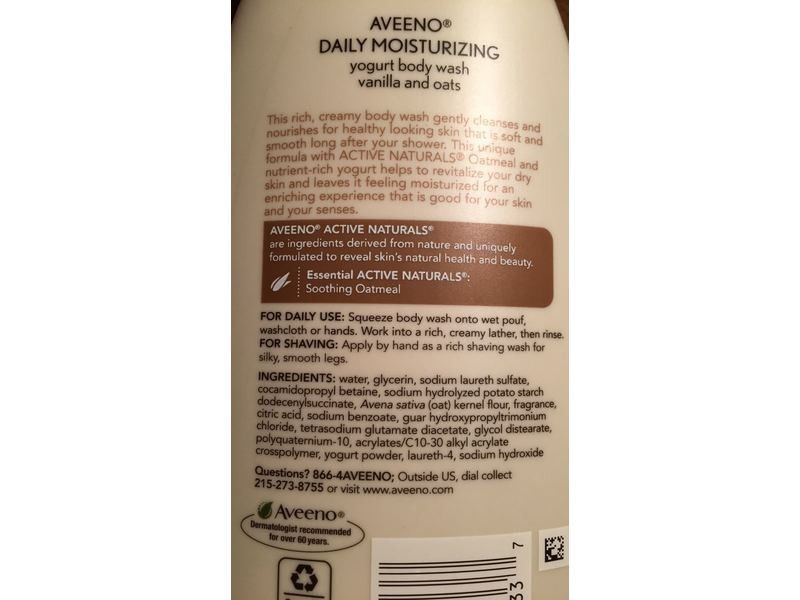 AVEENO®
DAILY MOISTURIZING
yogurt body wash
vanilla and oats
This rich, creamy body wash gently cleanses and
nourishes for healthy looking skin that is soft and
smooth long after your shower. This unique
formula with ACTIVE NATURALS® Oatmeal and
nutrient-rich yogurt helps to revitalize your dry
skin and leaves it feeling moisturized for an
enriching experience that is good for your skin
and your senses.
AVEENO® ACTIVE NATURALS®
are ingredients derived from nature and uniquely
formulated to reveal skin's natural health and beauty.
Essential ACTIVE NATURALS®:
Soothing Oatmeal
FOR DAILY USE: Squeeze body wash onto wet pouf,
washcloth or hands. Work into a rich, creamy lather, then rinse.
FOR SHAVING: Apply by hand as a rich shaving wash for
silky, smooth legs.
INGREDIENTS: water, glycerin, sodium laureth sulfate,
cocamidopropyl betaine, sodium hydrolyzed potato starch
dodecenylsuccinate, Avena sativa (oat) kernel flour, fragrance,
citric acid, sodium benzoate, guar hydroxypropyltrimonium
chloride, tetrasodium glutamate diacetate, glycol distearate,
polyquaternium-10, acrylates/C10-30 alkyl acrylate
crosspolymer, yogurt powder, laureth-4, sodium hydroxide
Questions? 866-4AVEENO; Outside US, dial collect
215-273-8755 or visit www.aveeno.com
Aveeno®
Dermatologist recommended
for over 60 years.
33 7